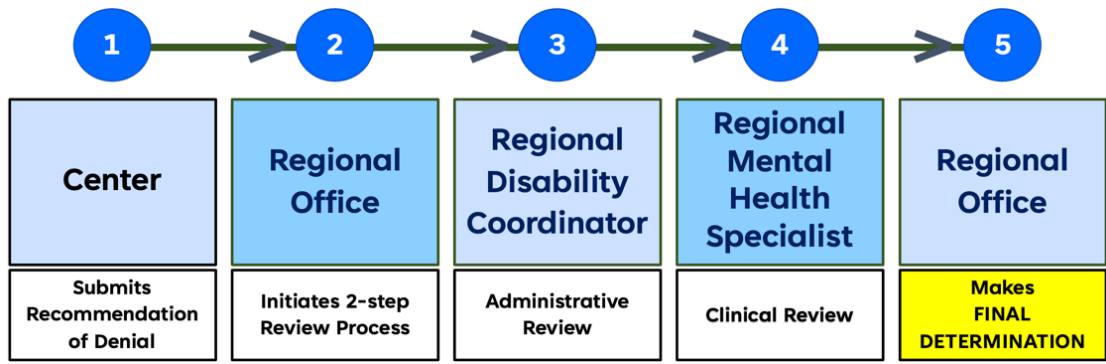 1
2
3
4
5
Center
Regional
Office
Regional
Disability
Coordinator
Regional
Mental
Health
Specialist
Regional
Office
Submits
Recommendation
of Denial
Initiates 2-step
Review Process
Administrative
Review
Clinical Review
Makes
FINAL
DETERMINATION